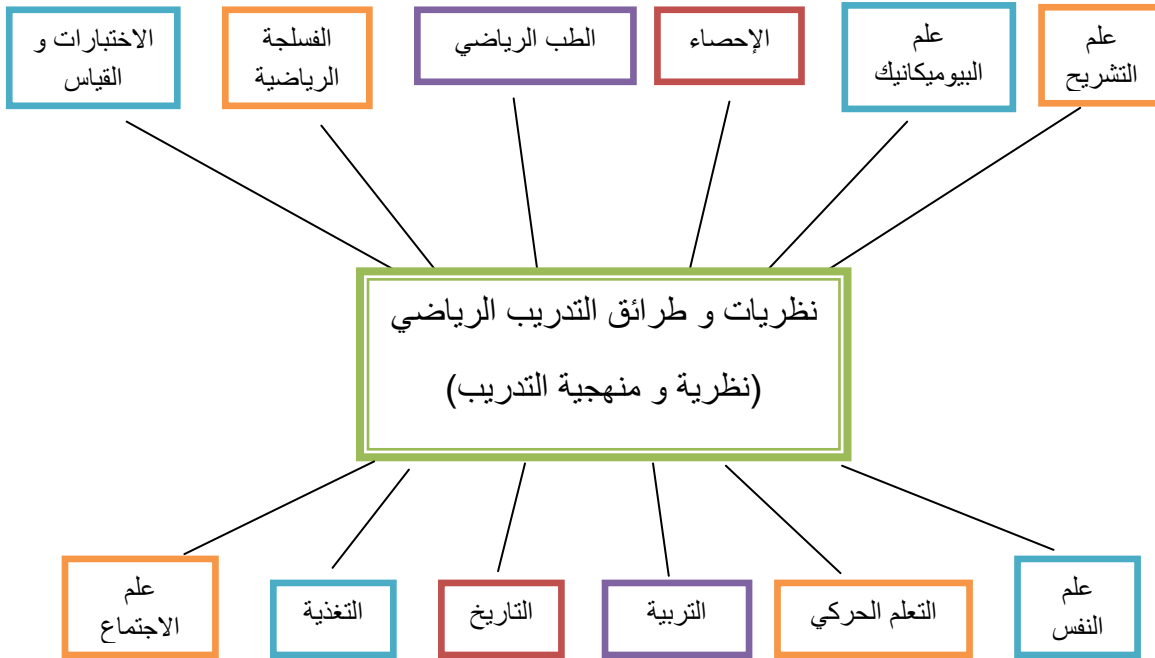 علم
التشريح
علم
البيوميكانيك
الإحصاء
الطب الرياضي
الفسلجة
الرياضية
الاختبارات و
القياس
نظريات و طرائق التدريب الرياضي
(نظرية و منهجية التدريب)
علم
النفس
التعلم الحركي
التربية
التاريخ
التغذية
علم
الاجتماع